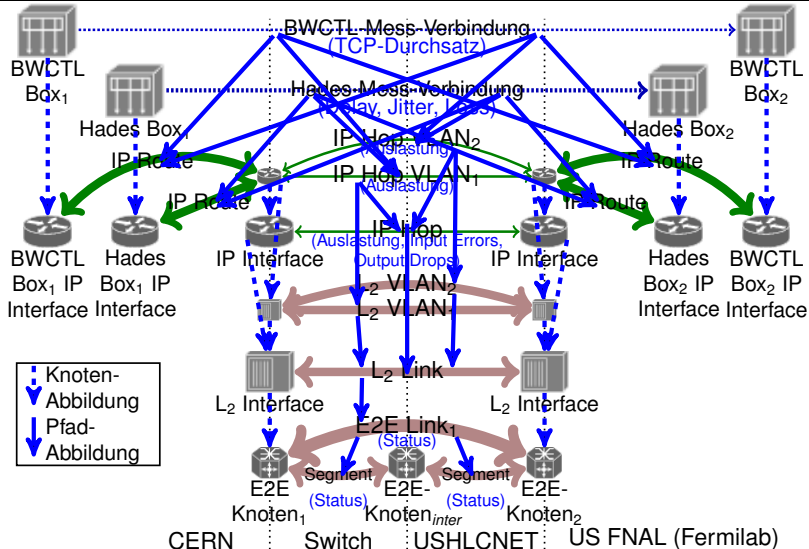 BWCTL-Mess-Verbindung
(TCP-Durchsatz)
BWCTL
Box1
BWCTL
Box2
Hades-Mess-Verbindung
(Delay, Jitter, Loss)
Hades Box1
Hades Box2
IP Hop VLAN2
(Auslastung)
IP Route
IP Route
IP Hop VLAN1
(Auslastung)
IP Route
IP Route
IP Hop
(Auslastung, Input Errors,
Output Drops)
IP Interface
IP Interface
BWCTL
Box1 IP
Interface
Hades
Box1 IP
Interface
Hades
Box2 IP
Interface
BWCTL
Box2 IP
Interface
L2 VLAN2
L2 VLAN1
L2 Link
L2 Interface
L2 Interface
Knoten-
Abbildung
Pfad-
Abbildung
E2E Link1
(Status)
Segment
(Status)
Segment
(Status)
E2E
Knoten1
E2E-
Knoteninter
E2E-
Knoten2
CERN
Switch
USHLCNET
US FNAL (Fermilab)